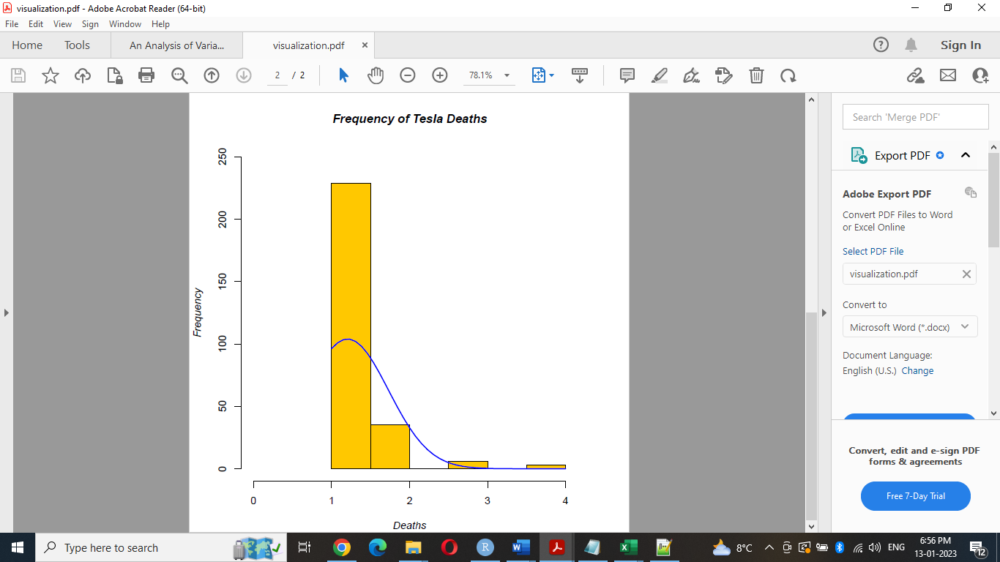 visualization.pdf - Adobe Acrobat Reader (64-bit)
File Edit View Sign Window Help
Home Tools An Analysis of Varia... visualization.pdf × Sign In
2 / 2 78.1%
Frequency of Tesla Deaths
250
200
150
100
50
0
Frequency
0 1 2 3 4
Deaths
Search 'Merge PDF'
Export PDF
Adobe Export PDF
Convert PDF Files to Word
or Excel Online
Select PDF File
visualization.pdf
Convert to
Microsoft Word (*.docx)
Document Language:
English (U.S.) Change
Convert, edit and e-sign PDF
forms & agreements
Free 7-Day Trial
Type here to search
8°C ENG
6:56 PM
13-01-2023
12